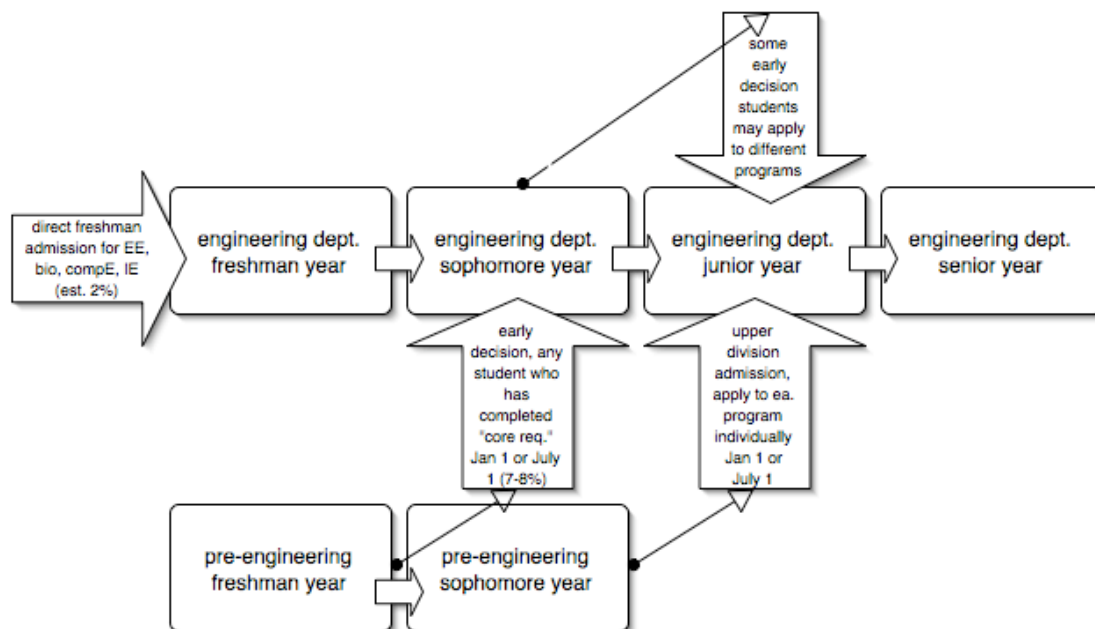 some
early
decision
students
may apply
to different
programs
direct freshman
admission for EE,
bio, compE, IE
(est. 2%)
engineering dept.
freshman year
engineering dept.
sophomore year
engineering dept.
junior year
engineering dept.
senior year
early
decision, any
student who
has
completed
"core req."
Jan 1 or July
1 (7-8%)
upper
division
admission,
apply to ea.
program
individually
Jan 1 or
July 1
pre-engineering
freshman year
pre-engineering
sophomore year